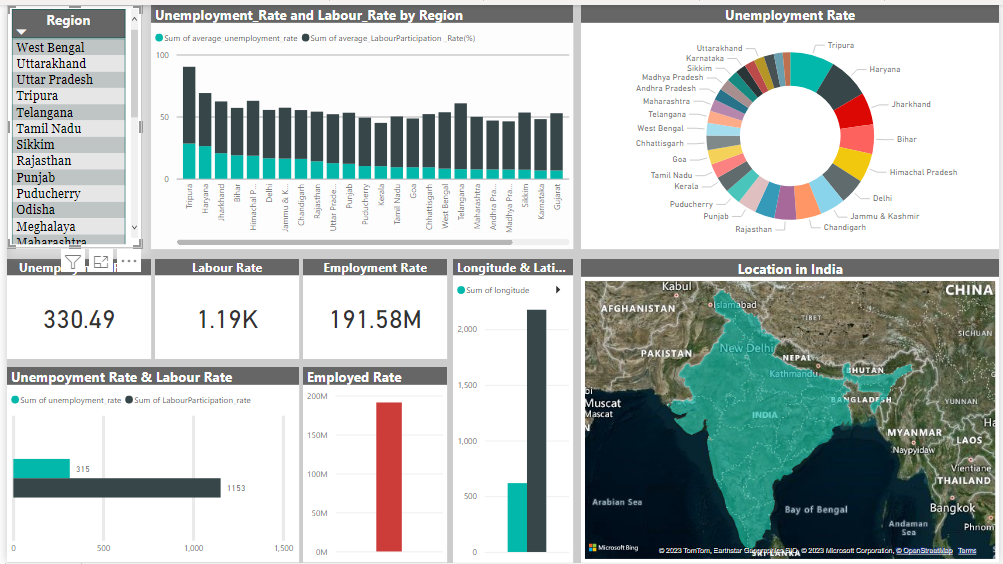 Region
West Bengal
Uttarakhand
Uttar Pradesh
Tripura
Telangana
Tamil Nadu
Sikkim
Rajasthan
Punjab
Puducherry
Odisha
Meghalaya
Maharashtra
Unemployment_Rate and Labour_Rate by Region
Sum of average_unemployment_rate Sum of average_LabourParticipation _Rate(%)
100
50
0
Tripura
Haryana
Jharkhand
Bihar
Himachal P...
Delhi
Jammu & K...
Chandigarh
Rajasthan
Uttar Prade...
Punjab
Puducherry
Kerala
Tamil Nadu
Goa
Chhattisgarh
West Bengal
Telangana
Maharashtra
Andhra Pra...
Madhya Pra...
Sikkim
Karnataka
Gujarat
Unemployment Rate
Tripura
Haryana
Jharkhand
Bihar
Himachal Pradesh
Delhi
Jammu & Kashmir
Chandigarh
Rajasthan
Punjab
Puducherry
Kerala
Tamil Nadu
Goa
Chhattisgarh
West Bengal
Telangana
Maharashtra
Andhra Pradesh
Madhya Pradesh
Sikkim
Karnataka
Uttarakhand
330.49
Labour Rate
1.19K
Employment Rate
191.58M
Longitude & Lati...
Sum of longitude
2,000
1,500
1,000
500
0
Unempoyment Rate & Labour Rate
Sum of unemployment_rate Sum of LabourParticipation_rate
315
1153
0 500 1,000 1,500
Employed Rate
200M
150M
100M
50M
0M
Location in India
Kabul
CHINA
AFGHANISTAN
Islamabad
TIBET
SICHUAN
PAKISTAN
New Delhi
NEPAL
Kathmandu
BHUTAN
BANGLADESH
YUNNAN
Muscat
Mascat
INDIA
MYANMAR
Ha
LAOS
Naypyidaw
Vientiane
THAILAND
Bangkok
Arabian Sea
Bay of Bengal
Andaman
Sea
Phnom
SRI LANKA
Microsoft Bing
© 2023 TomTom, Earthstar Geographics SIO, © 2023 Microsoft Corporation, © OpenStreetMap Terms